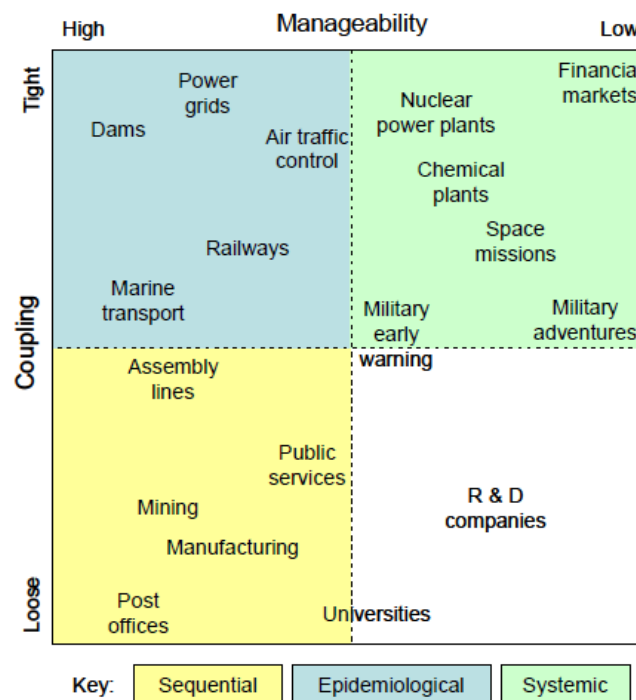 High Manageability Low
Tight
Coupling
Loose
Power
grids
Dams
Air traffic
control
Railways
Marine
transport
Financial
markets
Nuclear
power plants
Chemical
plants
Space
missions
Military
early
warning
Military
adventures
Assembly
lines
Public
services
Mining
Manufacturing
Post
offices
Universities
R & D
companies
Key: Sequential Epidemiological Systemic